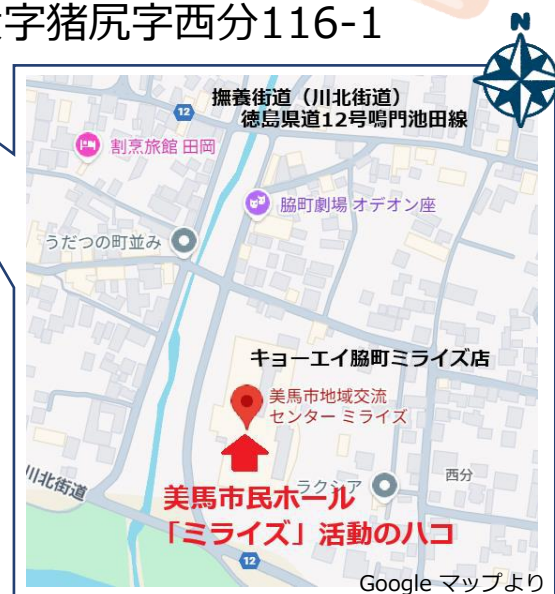 字猪尻字西分116-1
N
撫養街道（川北街道）
徳島県道12号鳴門池田線
12
割烹旅館 田岡
脇町劇場 オデオン座
うだつの町並み
キョーエイ脇町ミライズ店
美馬市地域交流
センター ミライズ
川北街道
ラクシア
西分
美馬市民ホール
「ミライズ」活動のハコ
12
Google マップより